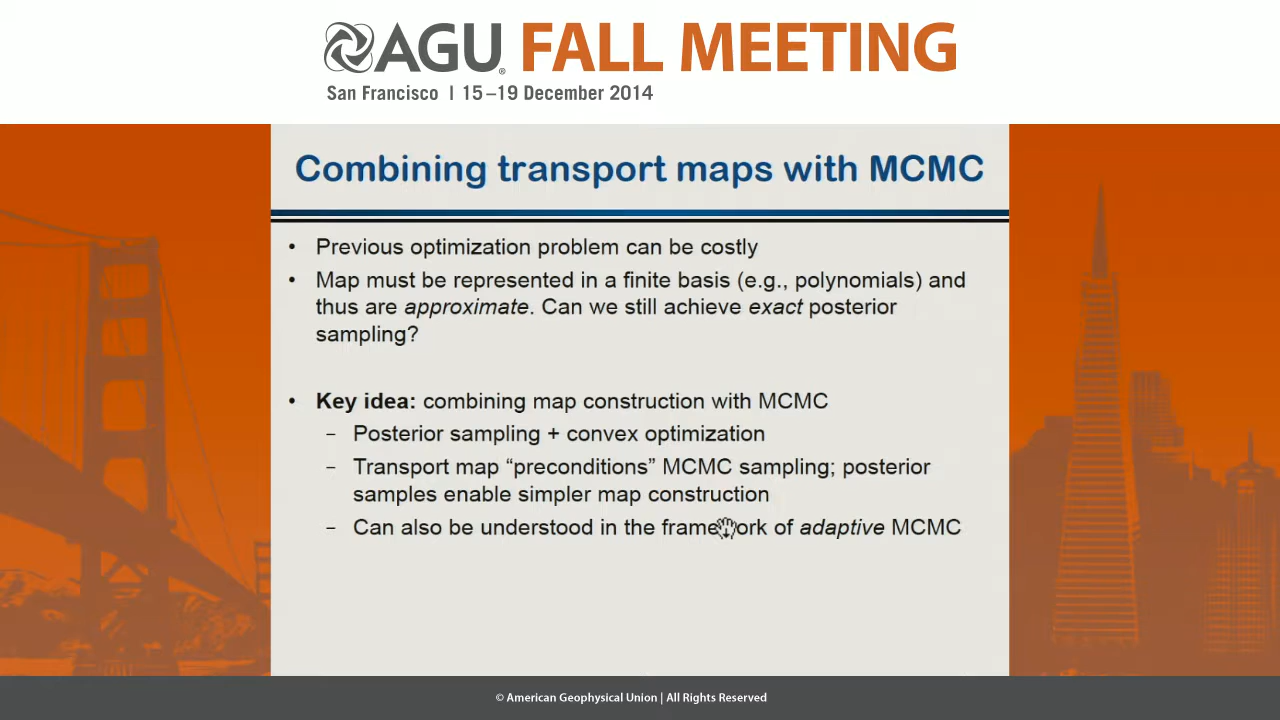 AGU® FALL MEETING
San Francisco | 15–19 December 2014
Combining transport maps with MCMC
• Previous optimization problem can be costly
• Map must be represented in a finite basis (e.g., polynomials) and
thus are approximate. Can we still achieve exact posterior
sampling?
• Key idea: combining map construction with MCMC
– Posterior sampling + convex optimization
– Transport map “preconditions” MCMC sampling; posterior
samples enable simpler map construction
– Can also be understood in the framework of adaptive MCMC
© American Geophysical Union | All Rights Reserved